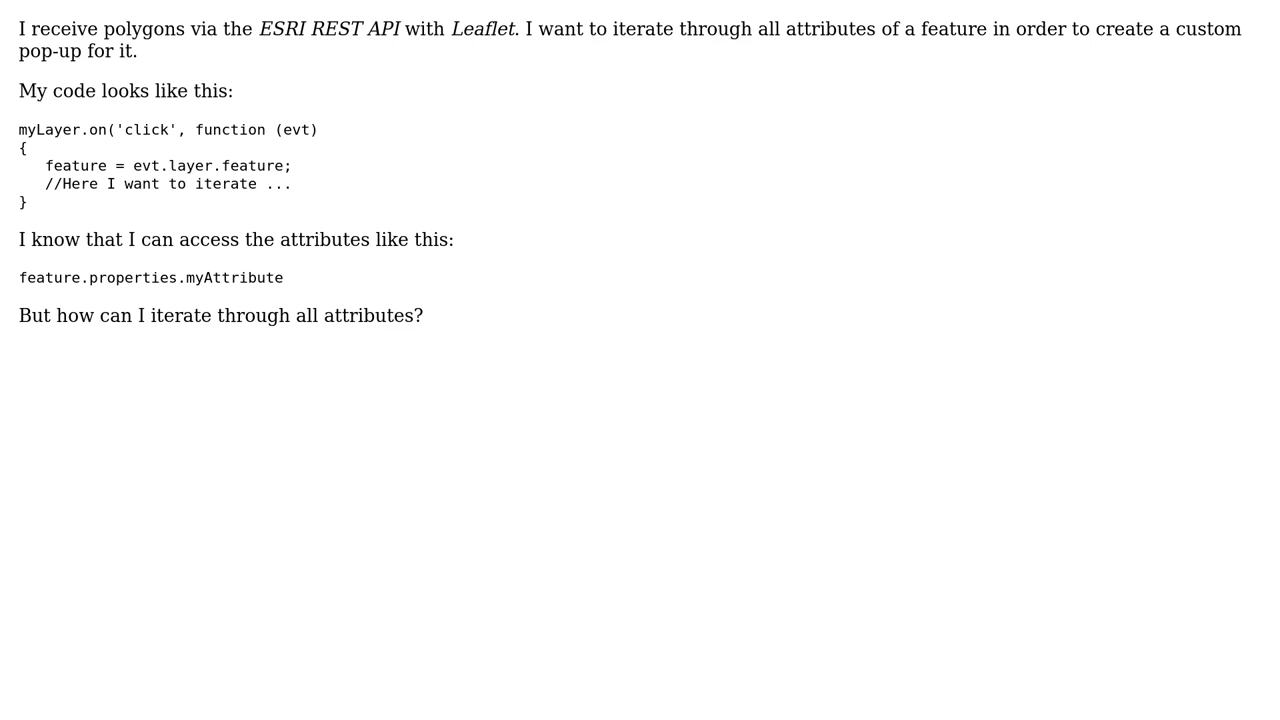 I receive polygons via the ESRI REST API with Leaflet. I want to iterate through all attributes of a feature in order to create a custom
pop-up for it.
My code looks like this:
myLayer.on('click', function (evt)
{
   feature = evt.layer.feature;
   //Here I want to iterate ...
}
I know that I can access the attributes like this:
feature.properties.myAttribute
But how can I iterate through all attributes?